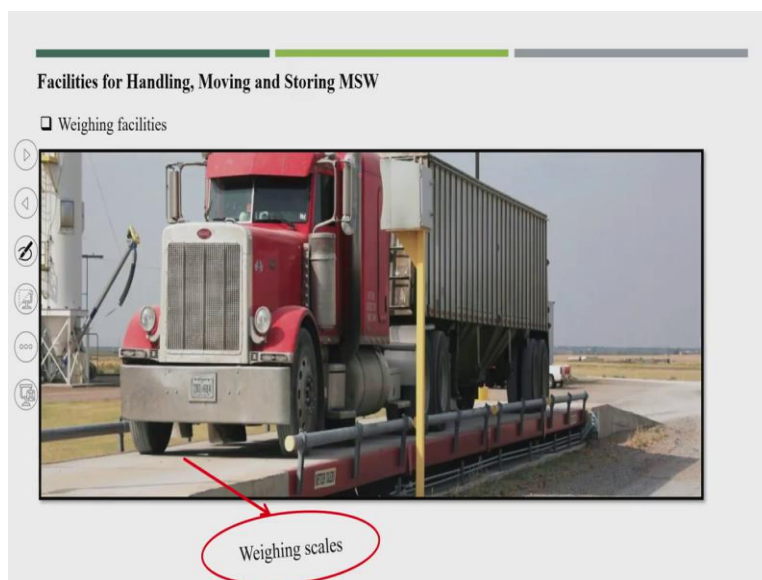 Facilities for Handling, Moving and Storing MSW
Weighing facilities
Weighing scales